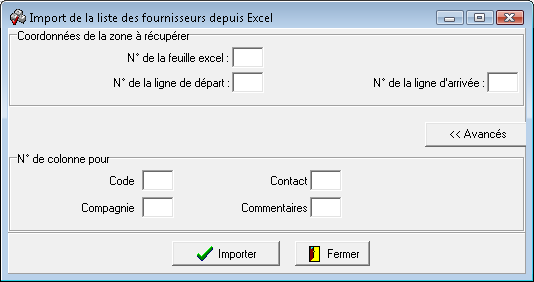 Import de la liste des fournisseurs depuis Excel
Coordonnées de la zone à récupérer
N° de la feuille excel :
N° de la ligne de départ : N° de la ligne d'arrivée :
<< Avancés
N° de colonne pour
Code Contact
Compagnie Commentaires
Importer Fermer